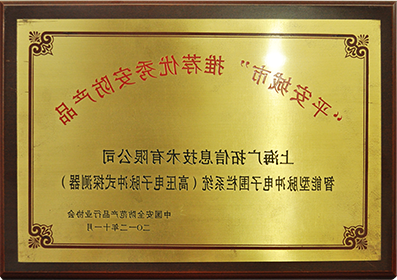 “平安城市”推荐优秀安防产品
上海广拓信息技术有限公司
智能型脉冲电子围栏系统（高压电子脉冲式探测器）
中国安全防范产品行业协会
二〇一二年十一月